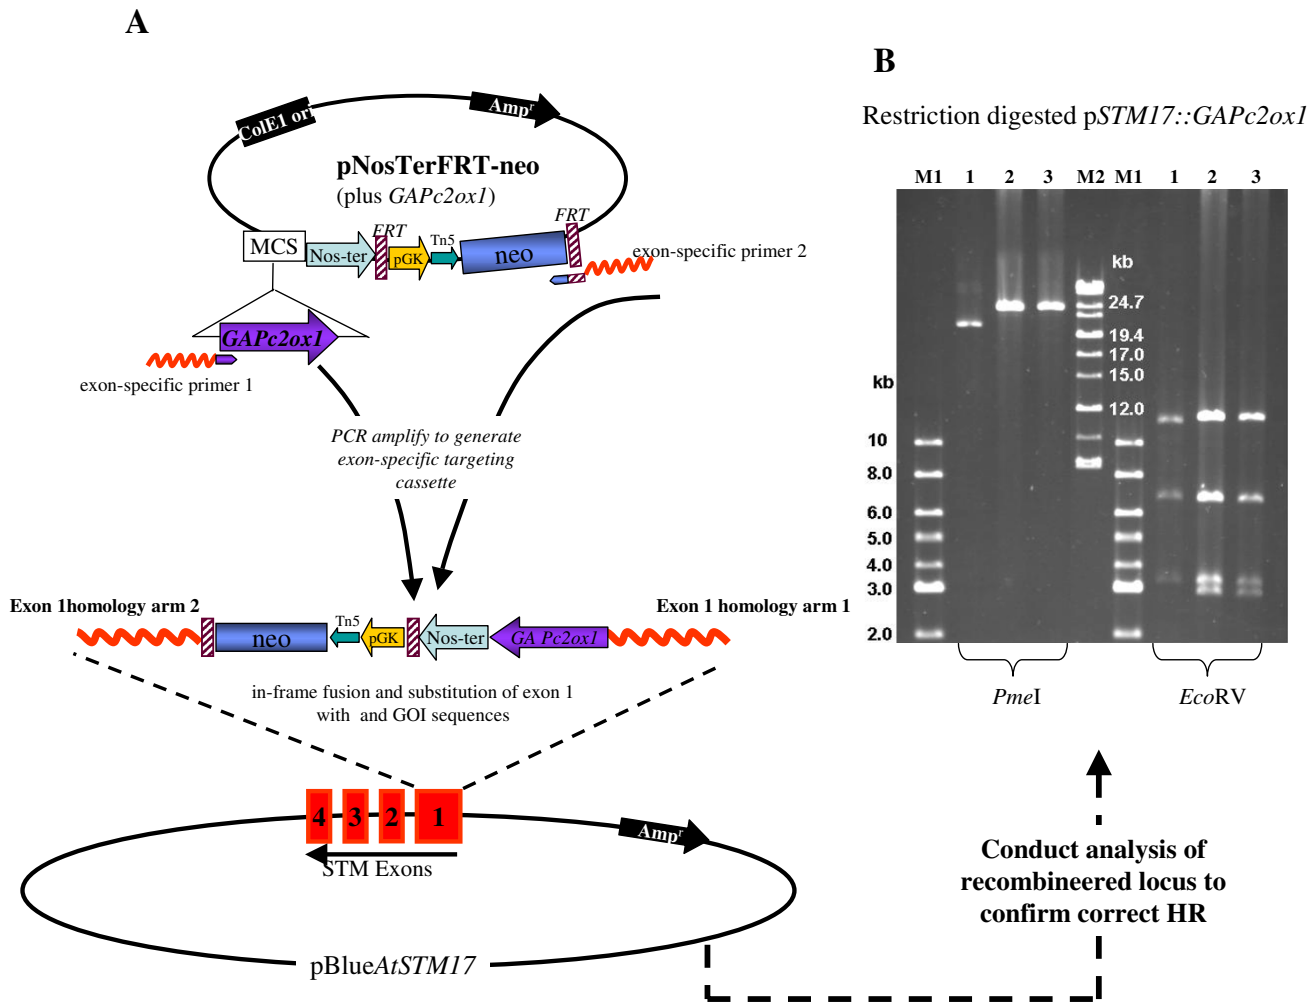 A
ColE1 ori
Ampr
pNosTerFRT-neo
(plus GAPc2ox1)
MCS
Nos-ter
FRT
pGK
Tn5
neo
FRT
exon-specific primer 2
GAPc2ox1
exon-specific primer 1
PCR amplify to generate
exon-specific targeting
cassette
Exon 1homology arm 2
Exon 1 homology arm 1
neo
Tn5
pGK
Nos-ter
GA Pc2ox1
in-frame fusion and substitution of exon 1
with and GOI sequences
4 3 2 1
STM Exons
Ampr
pBlueAtSTM17
B
Restriction digested pSTM17::GAPc2ox1
M1 1 2 3 M2 M1 1 2 3
kb
24.7
19.4
17.0
15.0
12.0
kb
10
8.0
6.0
5.0
4.0
3.0
2.0
PmeI
EcoRV
Conduct analysis of
recombineered locus to
confirm correct HR